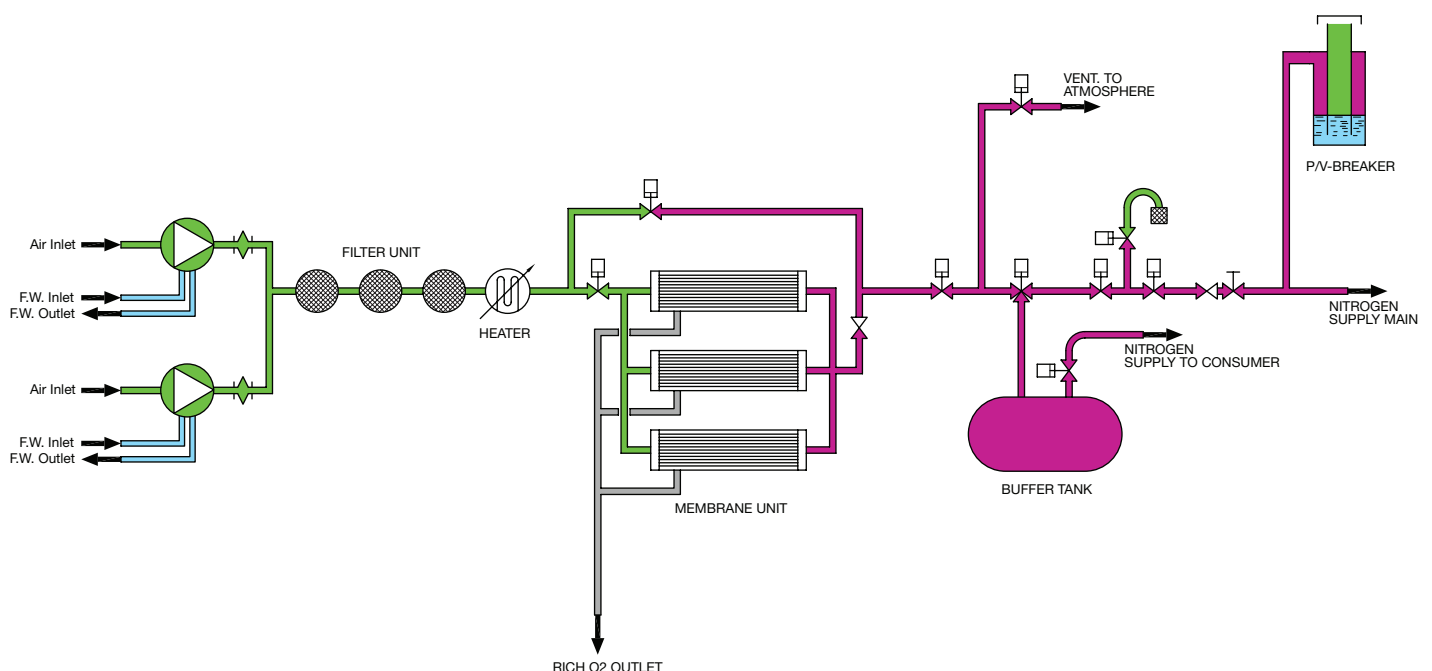 VENT. TO
ATMOSPHERE
P/V-BREAKER
Air Inlet
FILTER UNIT
F.W. Inlet
F.W. Outlet
HEATER
NITROGEN
SUPPLY MAIN
NITROGEN
SUPPLY TO CONSUMER
Air Inlet
F.W. Inlet
F.W. Outlet
BUFFER TANK
MEMBRANE UNIT
RICH O2 OUTLET